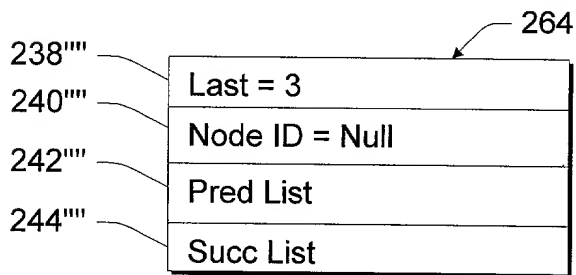 264
238''''
Last = 3
240''''
Node ID = Null
242''''
Pred List
244''''
Succ List